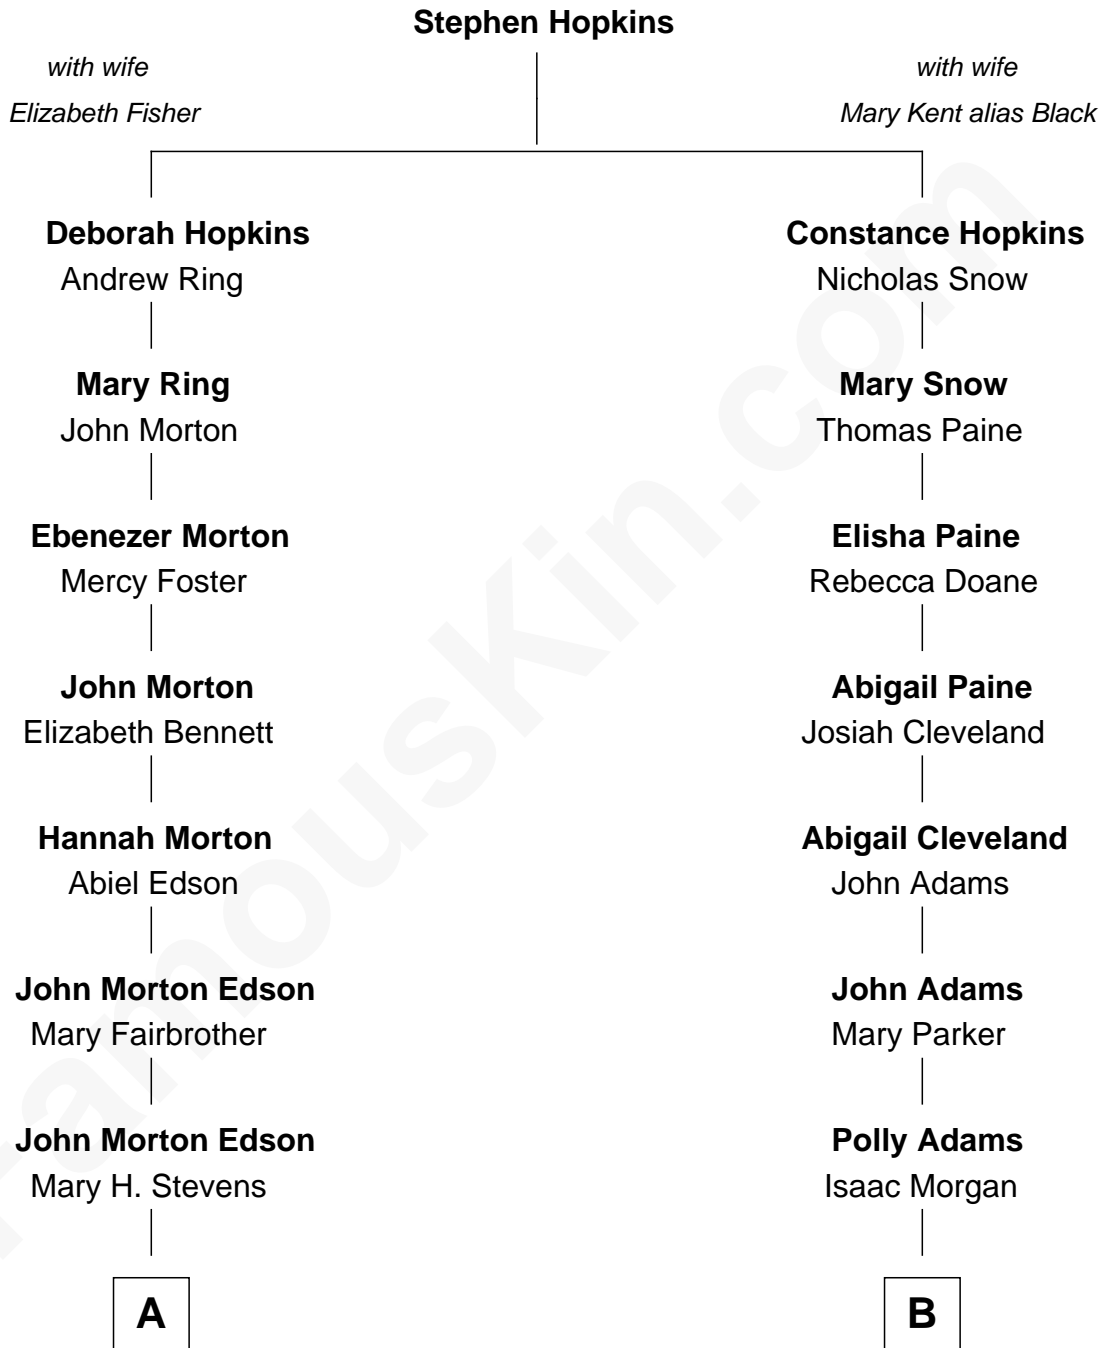 Stephen Hopkins
with wife
Elizabeth Fisher
with wife
Mary Kent alias Black
Deborah Hopkins
Andrew Ring
Constance Hopkins
Nicholas Snow
Mary Ring
John Morton
Mary Snow
Thomas Paine
Ebenezer Morton
Mercy Foster
Elisha Paine
Rebecca Doane
John Morton
Elizabeth Bennett
Abigail Paine
Josiah Cleveland
Hannah Morton
Abiel Edson
Abigail Cleveland
John Adams
John Morton Edson
Mary Fairbrother
John Adams
Mary Parker
John Morton Edson
Mary H. Stevens
Polly Adams
Isaac Morgan
A
B
FamousKin.com